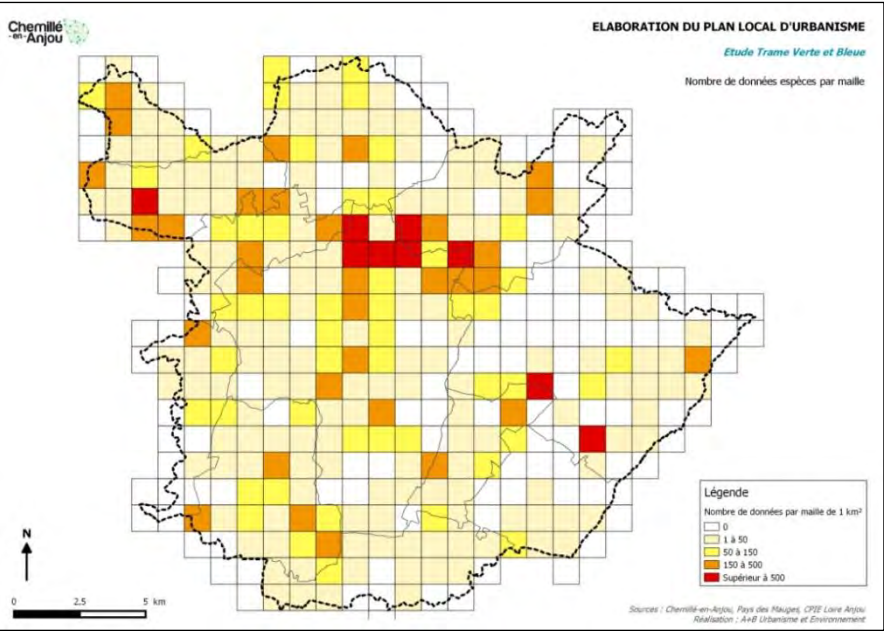 Chemillé
-en-Anjou
ELABORATION DU PLAN LOCAL D'URBANISME
Etude Trame Verte et Bleue
Nombre de données espèces par maille
Légende
Nombre de données par maille de 1 km²
0
1 à 50
50 à 150
150 à 500
Supérieur à 500
N
0 2.5 5 km
Sources : Chemillé-en-Anjou, Pays des Mauges, CPIE Loire Anjou
Réalisation : A+B Urbanisme et Environnement